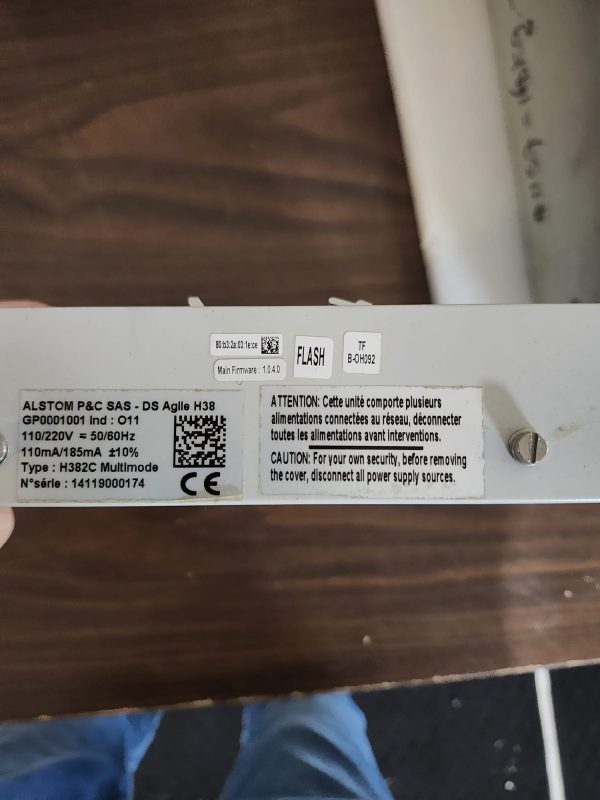 80:b3:2a:03:1e:ce
Main Firmware : 1.0.4.0
FLASH
TF
B-OH092
ALSTOM P&C SAS - DS Agile H38
GP0001001 Ind : O11
110/220V ≂ 50/60Hz
110mA/185mA ±10%
Type : H382C Multimode
N°série : 14119000174
CE
ATTENTION: Cette unité comporte plusieurs
alimentations connectées au réseau, déconnecter
toutes les alimentations avant interventions.
CAUTION: For your own security, before removing
the cover, disconnect all power supply sources.